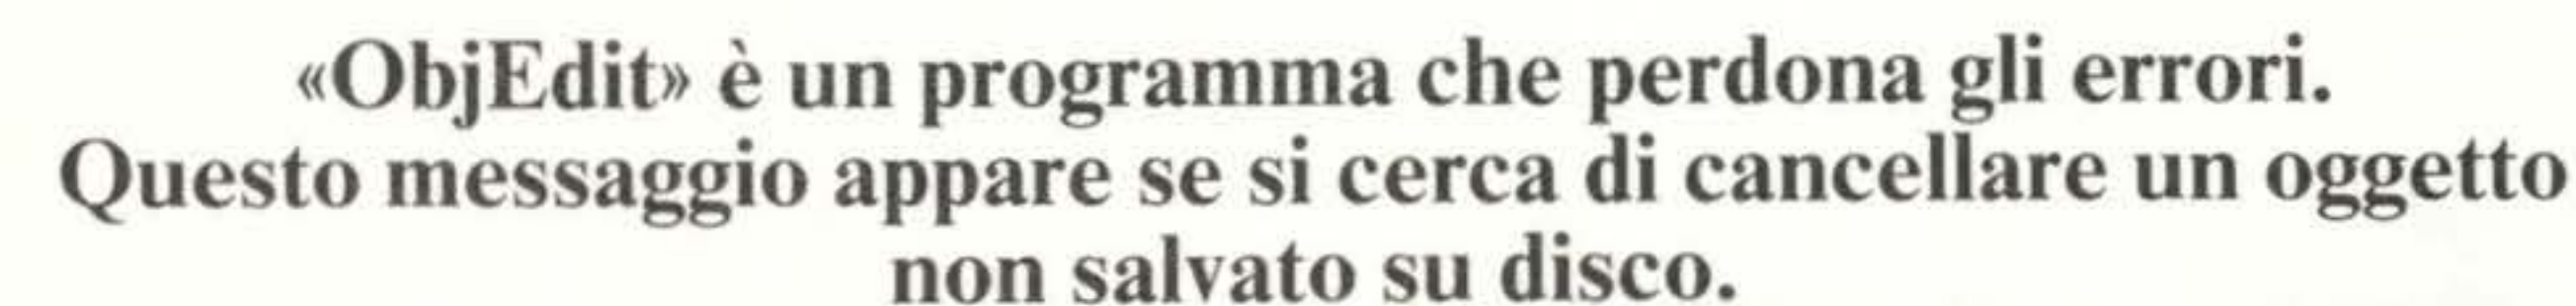 «ObjEdit» è un programma che perdona gli errori.
Questo messaggio appare se si cerca di cancellare un oggetto
non salvato su disco.